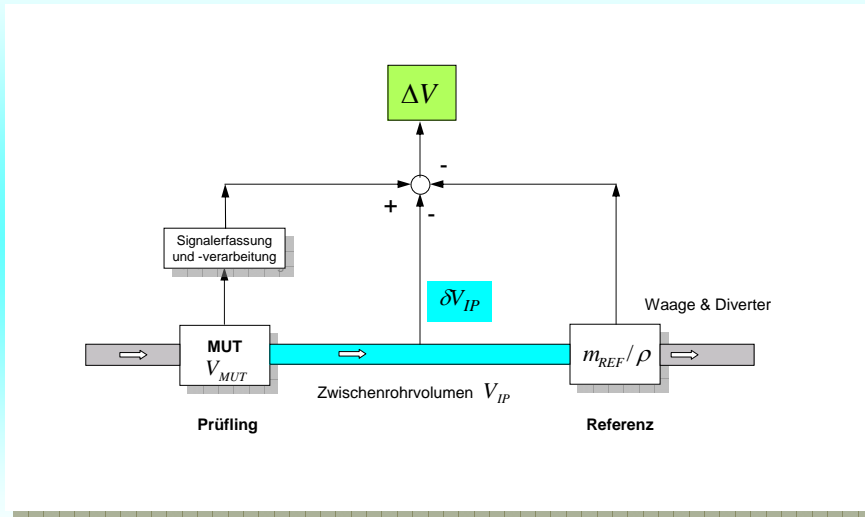 ΔV
-
+
-
Signalerfassung
und -verarbeitung
δV_IP
Waage & Diverter
MUT
V_MUT
m_REF / ρ
Zwischenrohrvolumen V_IP
Prüfling
Referenz